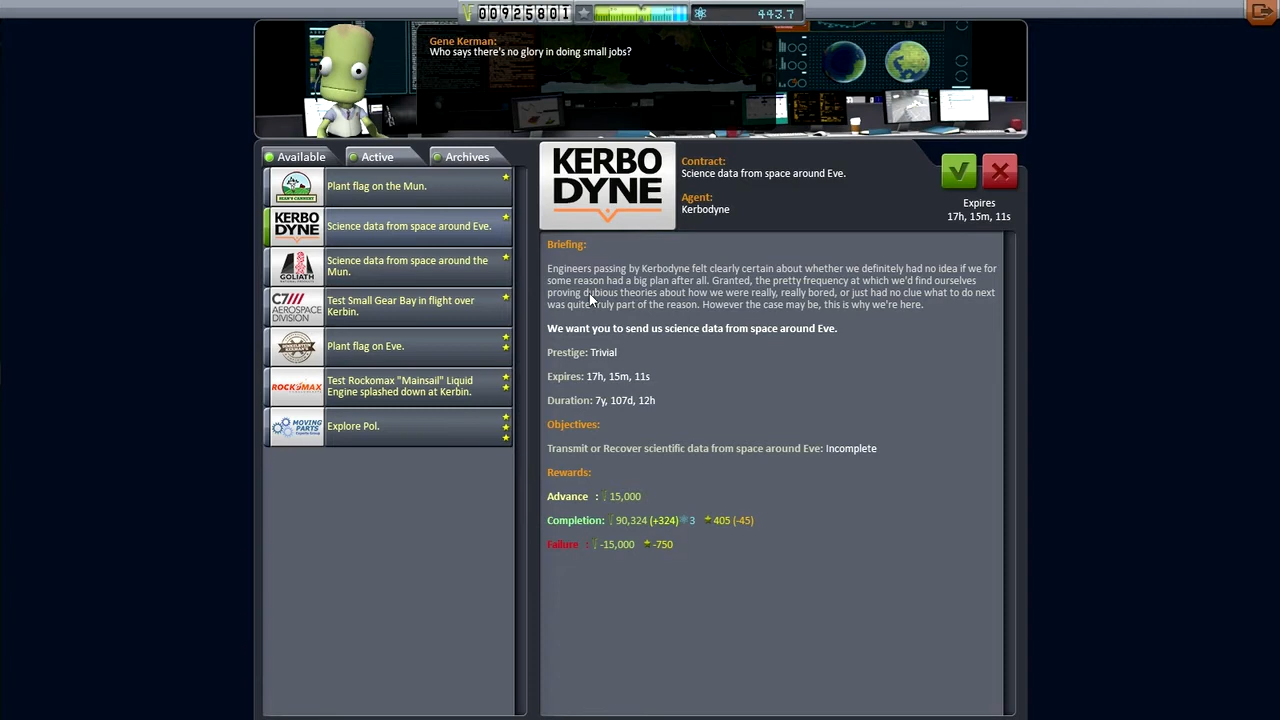 00925801
443.7
Gene Kerman:
Who says there's no glory in doing small jobs?
Available
Active
Archives
Plant flag on the Mun.
KERBO
DYNE
Science data from space around Eve.
GOLIATH
Science data from space around the
Mun.
C7///
AEROSPACE
DIVISION
Test Small Gear Bay in flight over
Kerbin.
Plant flag on Eve.
ROCKOMAX
Test Rockomax "Mainsail" Liquid
Engine splashed down at Kerbin.
MOVING
PARTS
Explore Pol.
KERBO
DYNE
Contract:
Science data from space around Eve.
Agent:
Kerbodyne
Expires
17h, 15m, 11s
Briefing:
Engineers passing by Kerbodyne felt clearly certain about whether we definitely had no idea if we for
some reason had a big plan after all. Granted, the pretty frequency at which we'd find ourselves
proving dubious theories about how we were really, really bored, or just had no clue what to do next
was quite truly part of the reason. However the case may be, this is why we're here.
We want you to send us science data from space around Eve.
Prestige: Trivial
Expires: 17h, 15m, 11s
Duration: 7y, 107d, 12h
Objectives:
Transmit or Recover scientific data from space around Eve: Incomplete
Rewards:
Advance : 15,000
Completion: 90,324 (+324) 3 405 (-45)
Failure : -15,000 -750